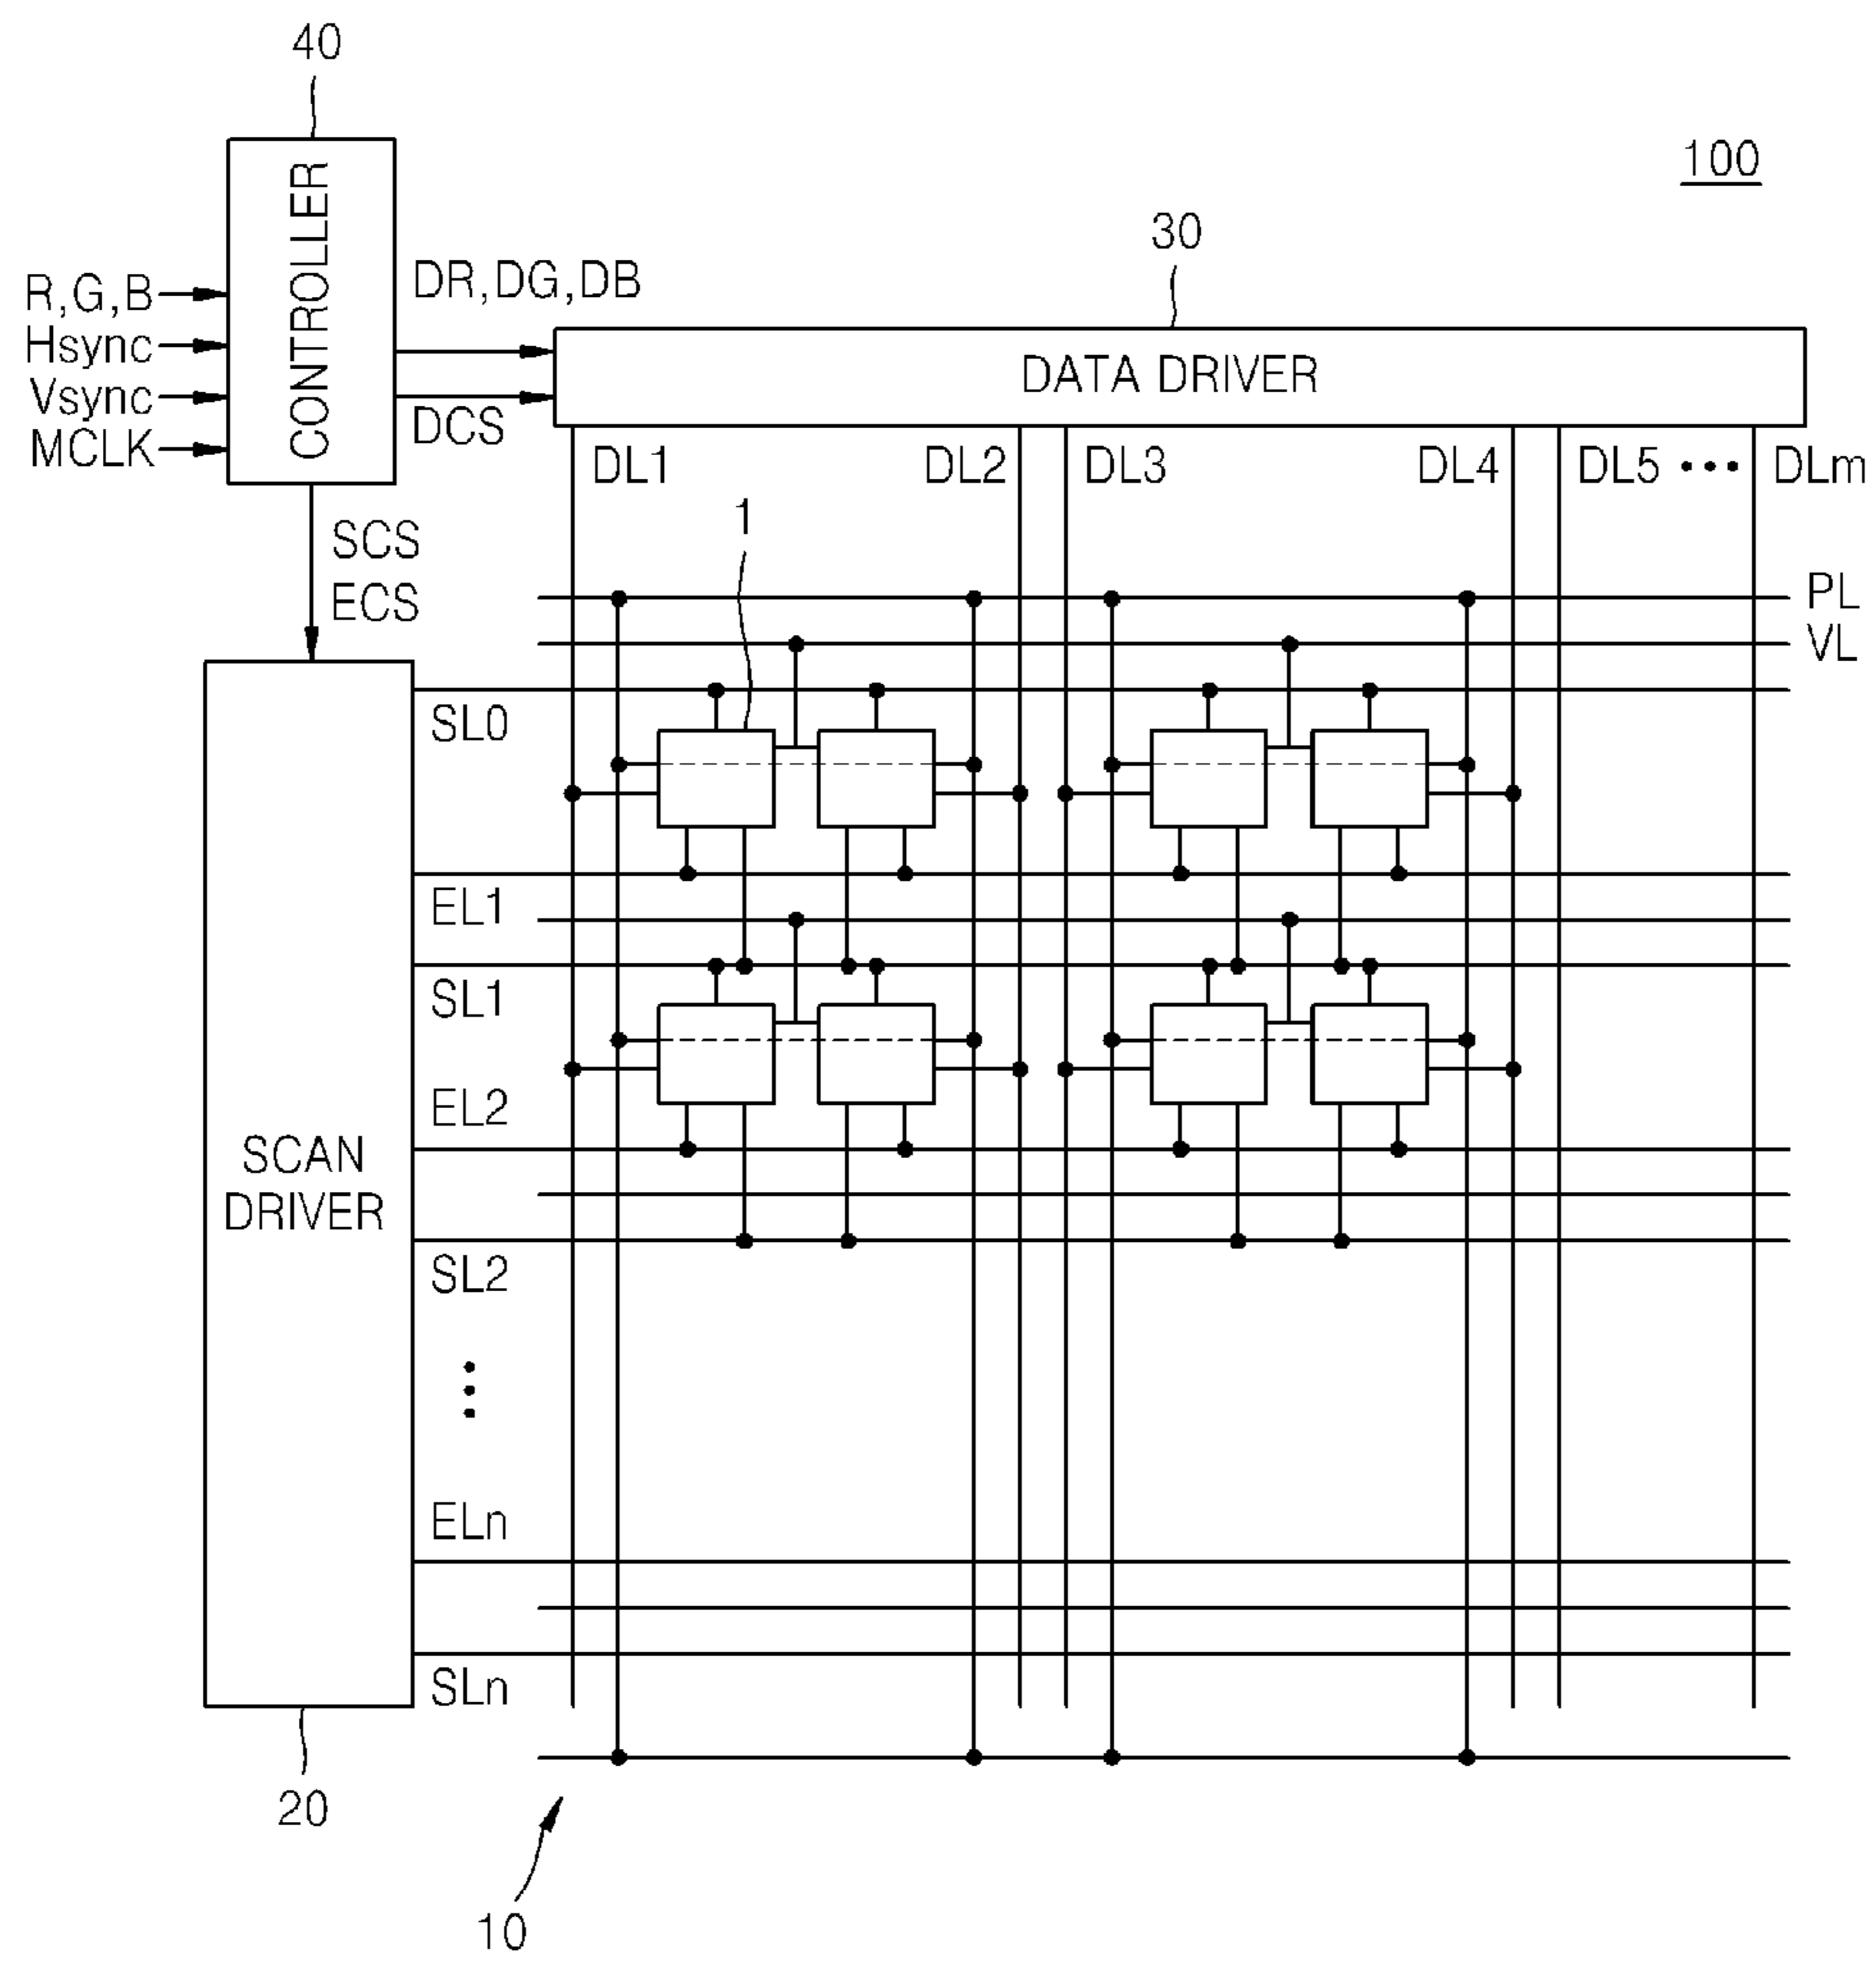 40
100
30
CONTROLLER
R,G,B
Hsync
Vsync
MCLK
DR,DG,DB
DCS
DATA DRIVER
DL1
DL2
DL3
DL4
DL5 ••• DLm
1
SCS
ECS
PL
VL
SL0
EL1
SL1
EL2
SCAN
DRIVER
SL2
ELn
SLn
20
10